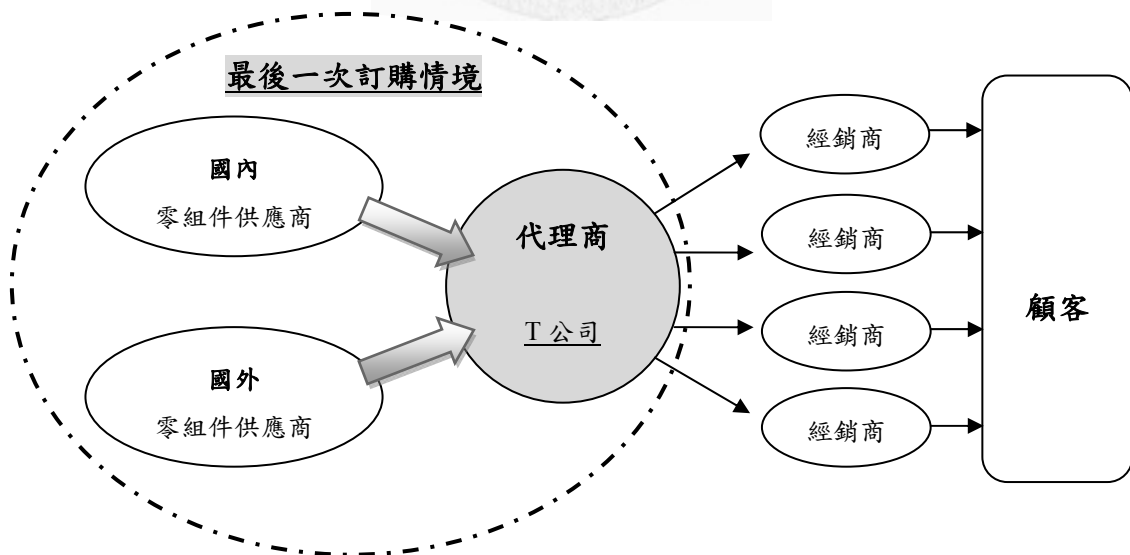 最後一次訂購情境
國內
零組件供應商
國外
零組件供應商
代理商
T 公司
經銷商
經銷商
經銷商
經銷商
顧客